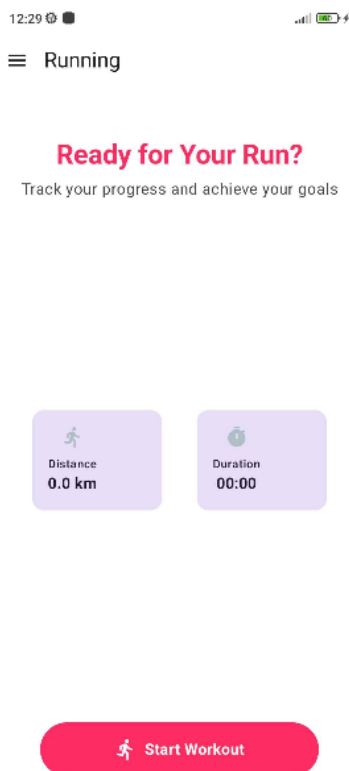 12:29
Running
Ready for Your Run?
Track your progress and achieve your goals
Distance
0.0 km
Duration
00:00
Start Workout